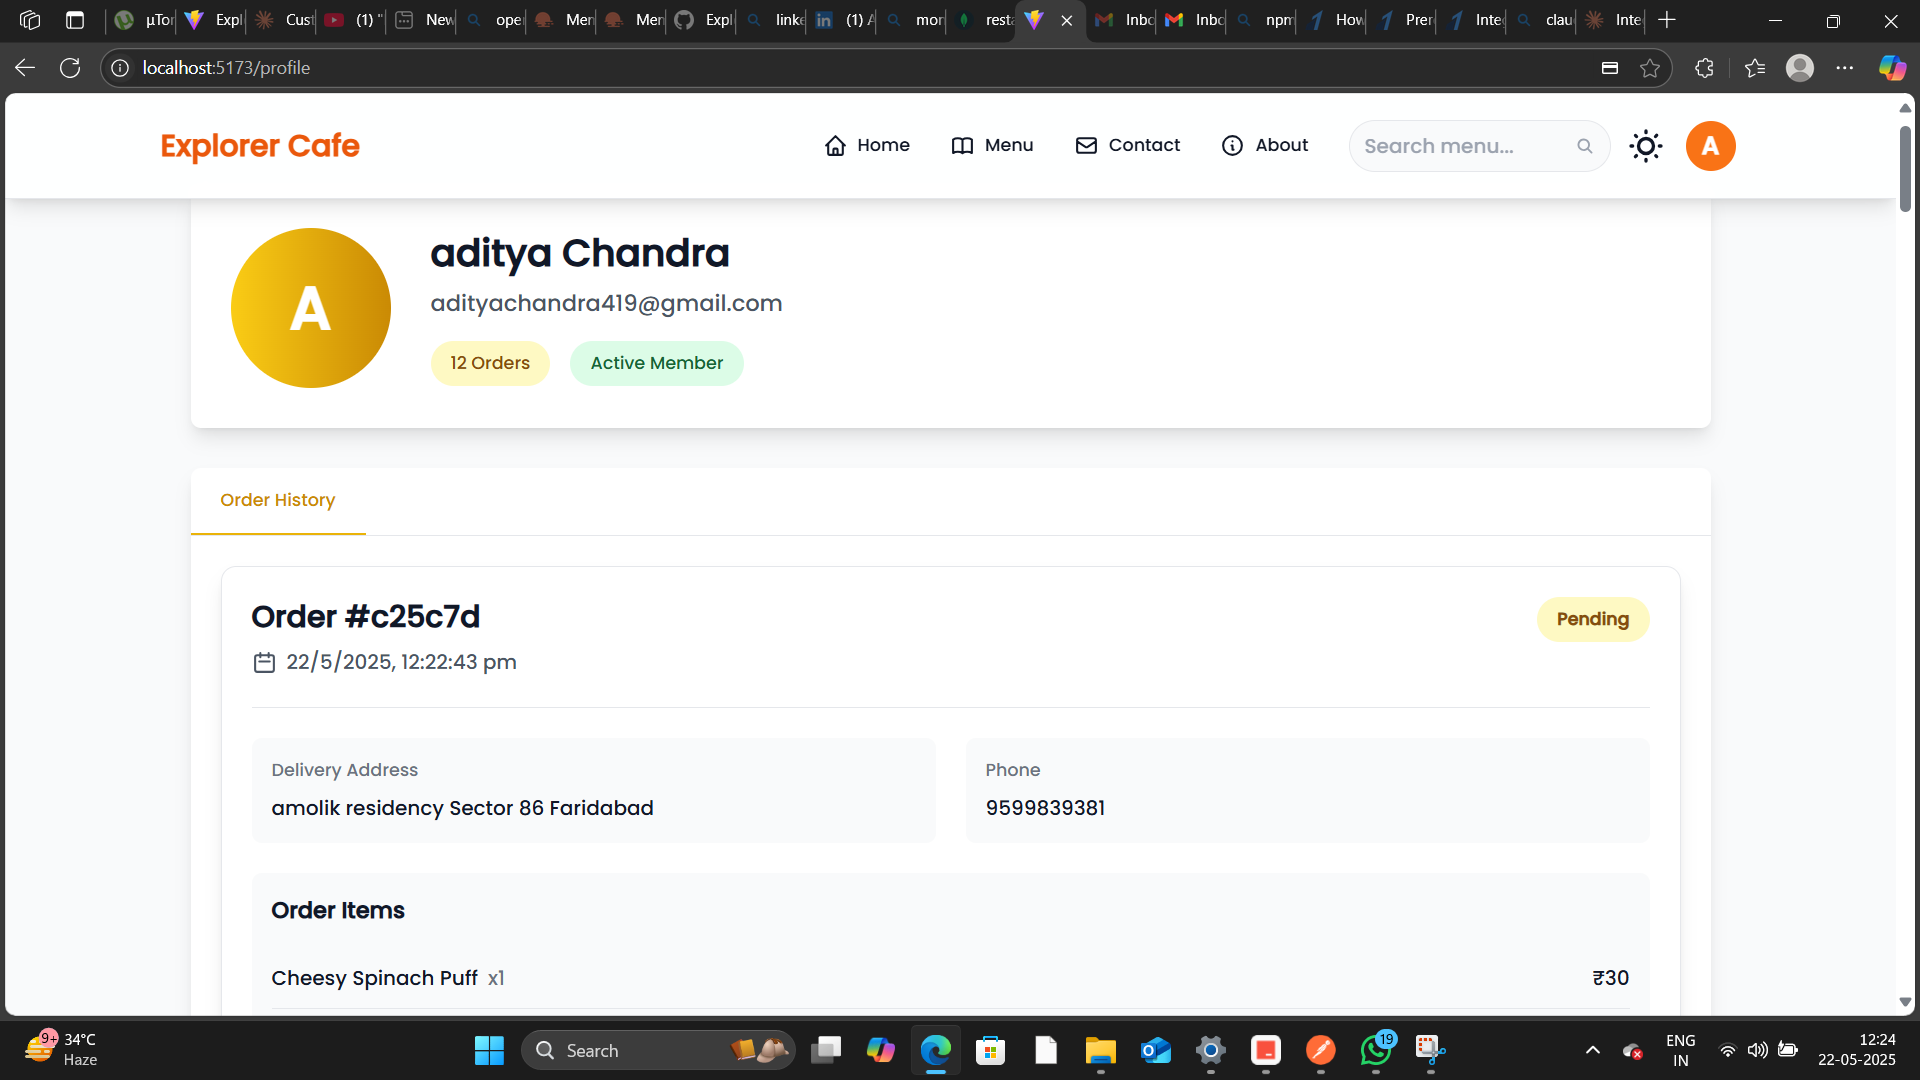 µTor
Expl
Cust
(1) "
New
ope
Mer
Mer
Expl
linke
(1) A
mor
rest
Inbo
Inbo
npm
How
Prer
Inte
clau
Inte
localhost:5173/profile
Explorer Cafe
Home
Menu
Contact
About
Search menu...
A
A
aditya Chandra
adityachandra419@gmail.com
12 Orders
Active Member
Order History
Order #c25c7d
Pending
22/5/2025, 12:22:43 pm
Delivery Address
amolik residency Sector 86 Faridabad
Phone
9599839381
Order Items
Cheesy Spinach Puff x1
₹30
9+
34°C
Haze
Search
19
ENG
IN
12:24
22-05-2025